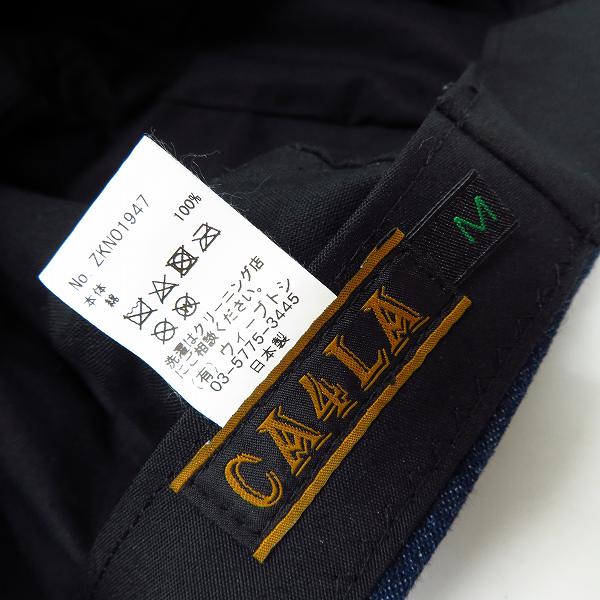 No. ZKN01947
本体
綿 100%
洗濯はクリーニング店
にご相談ください。
(有)ウィーブトシ
03-5775-3445
日本製
CA4LA
M